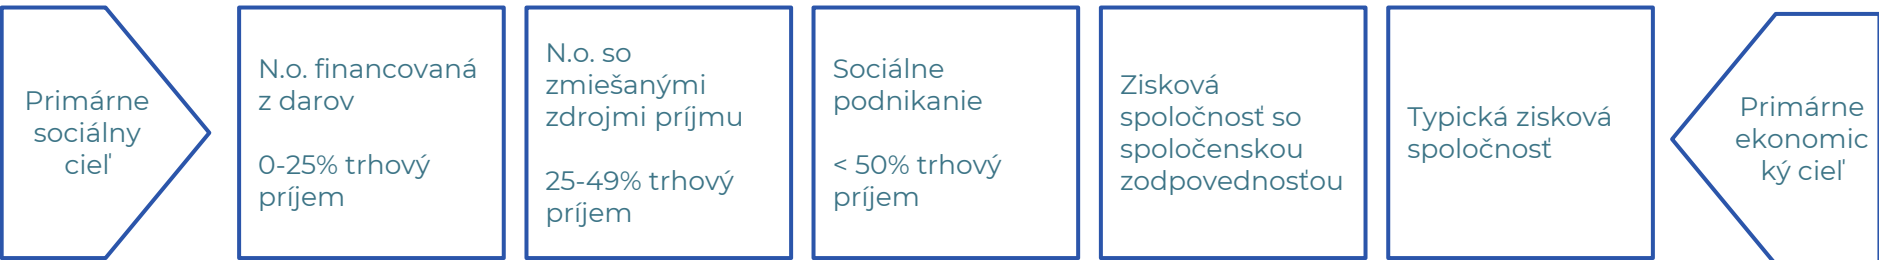 Primárne
sociálny
cieľ
N.o. financovaná
z darov
0-25% trhový
príjem
N.o. so
zmiešanými
zdrojmi príjmu
25-49% trhový
príjem
Sociálne
podnikanie
< 50% trhový
príjem
Zisková
spoločnosť so
spoločenskou
zodpovednosťou
Typická zisková
spoločnosť
Primárne
ekonomic
ký cieľ